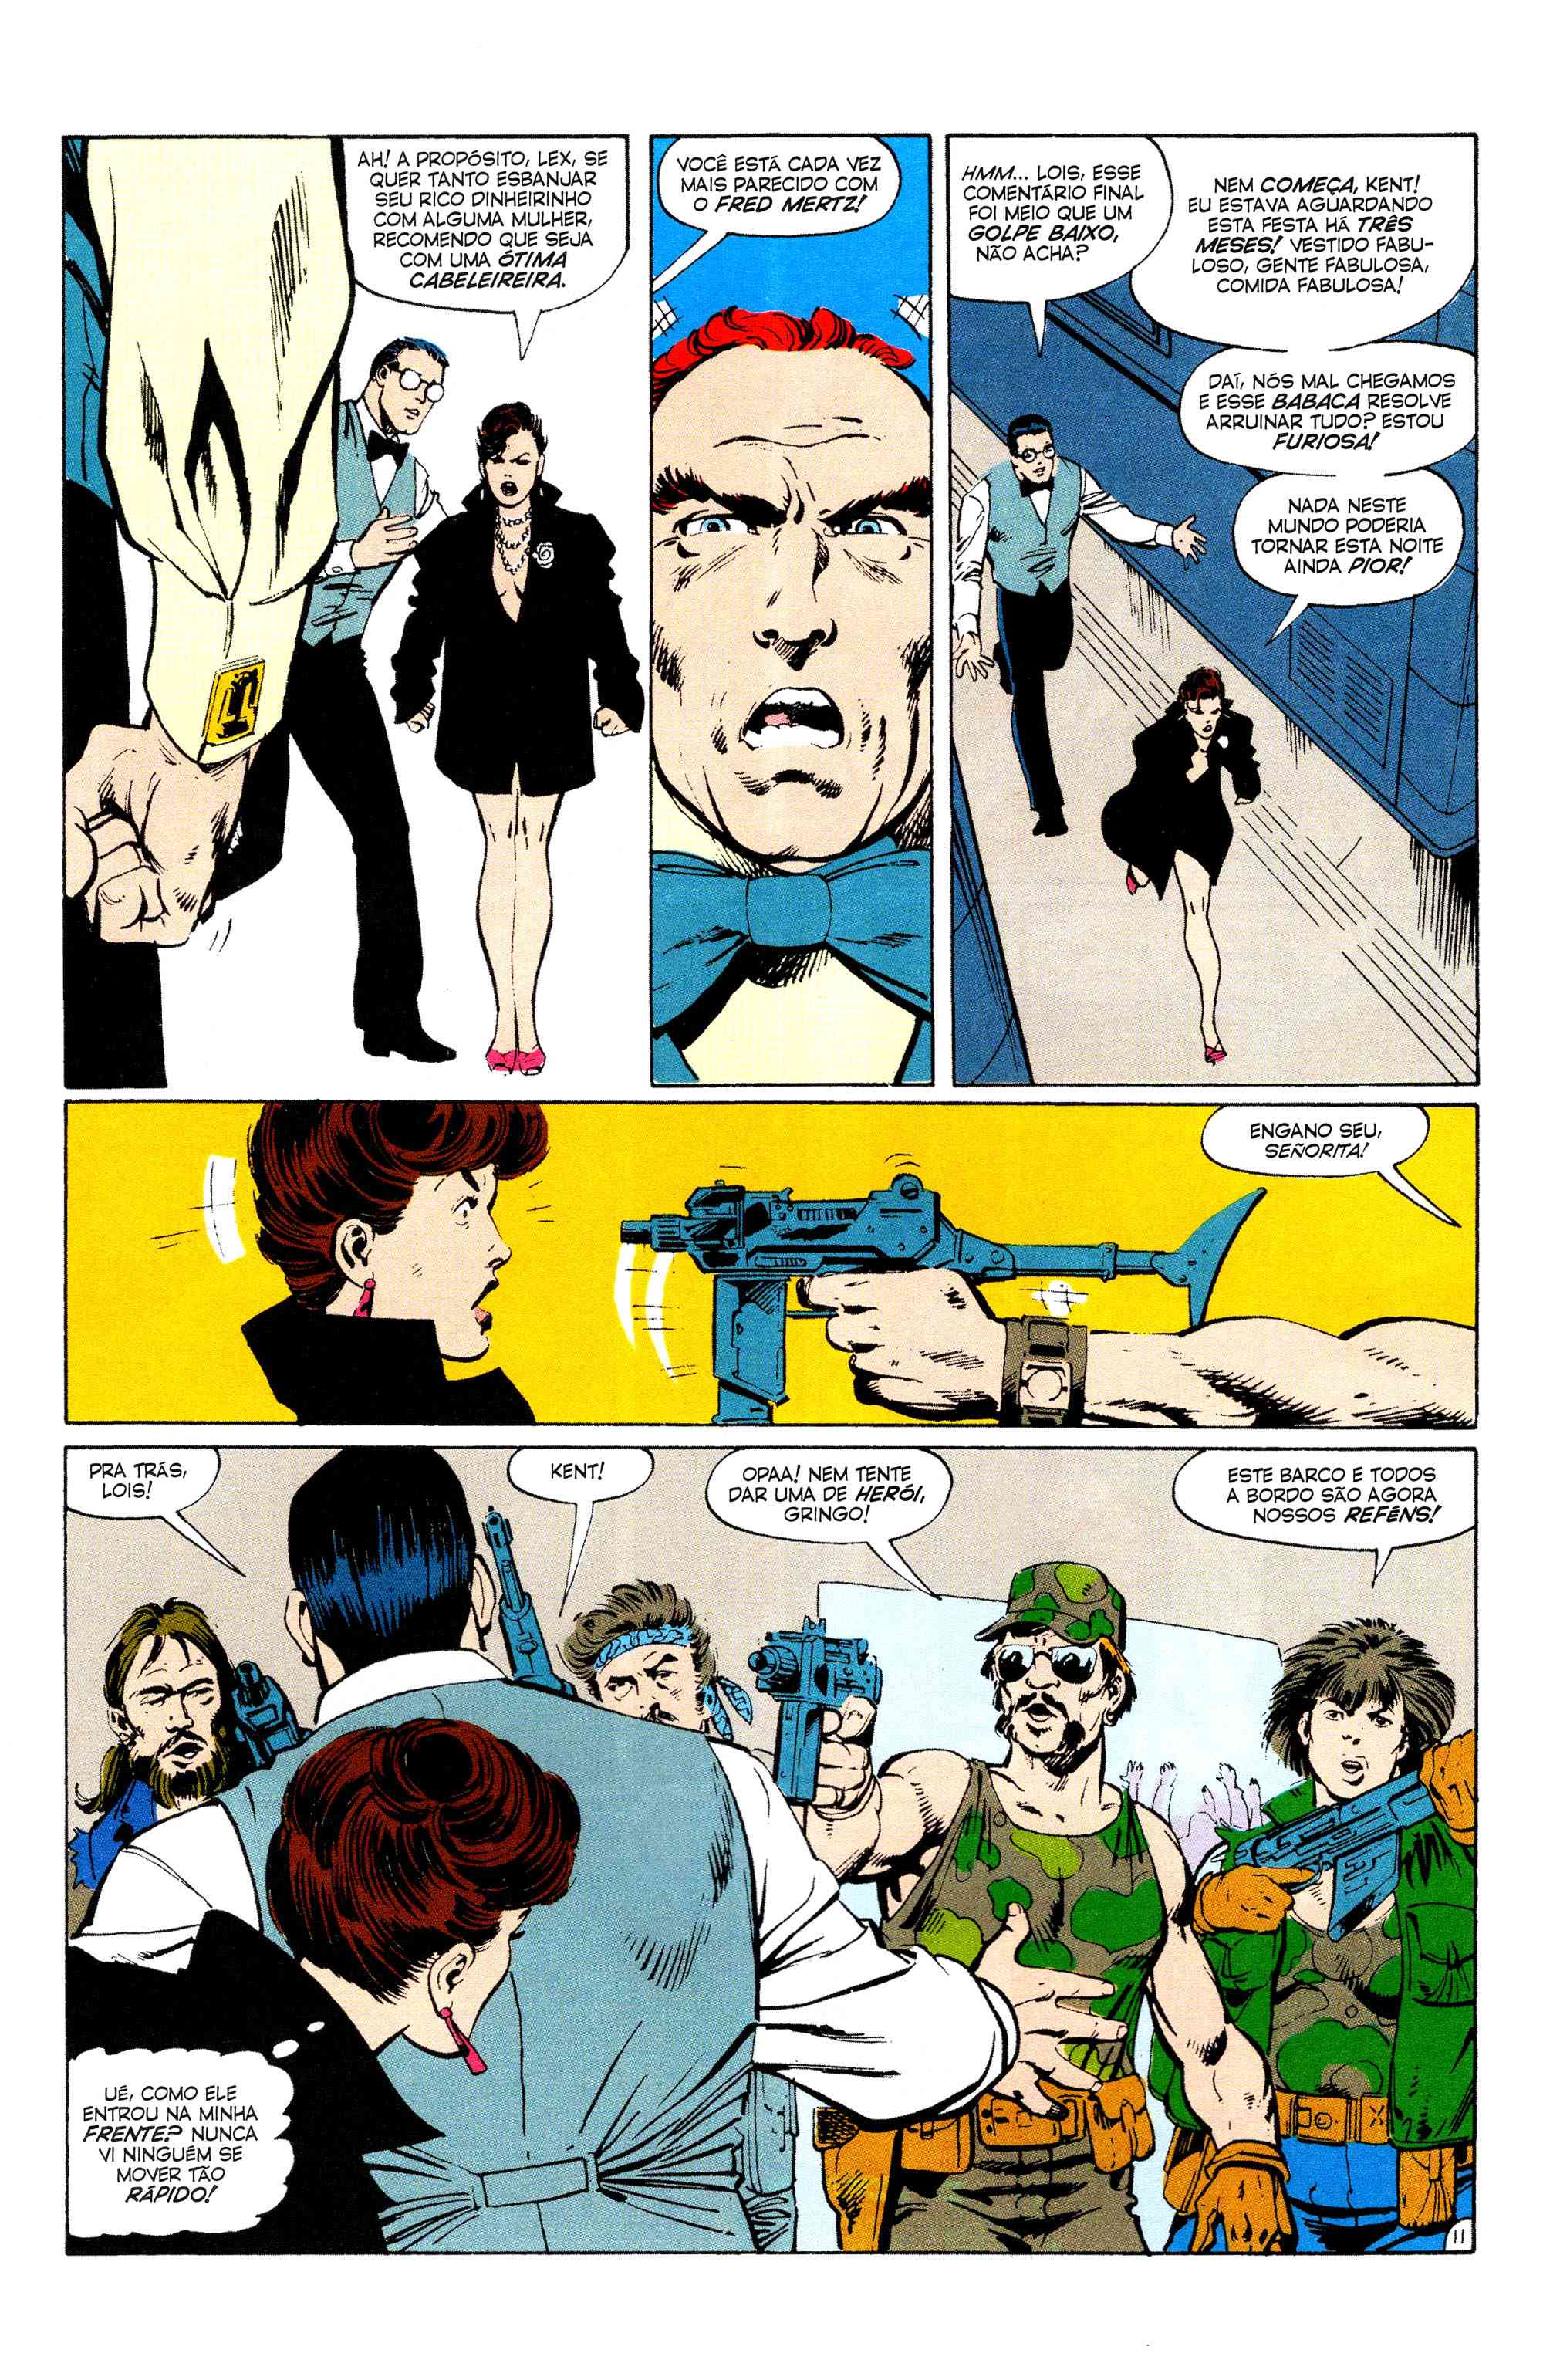 AH! A PROPÓSITO, LEX, SE
QUER TANTO ESBANJAR
SEU RICO DINHEIRINHO
COM ALGUMA MULHER,
RECOMENDO QUE SEJA
COM UMA ÓTIMA
CABELEIREIRA.
VOCÊ ESTÁ CADA VEZ
MAIS PARECIDO COM
O FRED MERTZ!
HMM... LOIS, ESSE
COMENTÁRIO FINAL
FOI MEIO QUE UM
GOLPE BAIXO,
NÃO ACHA?
NEM COMEÇA, KENT!
EU ESTAVA AGUARDANDO
ESTA FESTA HÁ TRÊS
MESES! VESTIDO FABU-
LOSO, GENTE FABULOSA,
COMIDA FABULOSA!
DAÍ, NÓS MAL CHEGAMOS
E ESSE BABACA RESOLVE
ARRUINAR TUDO? ESTOU
FURIOSA!
NADA NESTE
MUNDO PODERIA
TORNAR ESTA NOITE
AINDA PIOR!
ENGANO SEU,
SEÑORITA!
PRA TRÁS,
LOIS!
KENT!
OPAA! NEM TENTE
DAR UMA DE HERÓI,
GRINGO!
ESTE BARCO E TODOS
A BORDO SÃO AGORA
NOSSOS REFÉNS!
UÉ, COMO ELE
ENTROU NA MINHA
FRENTE? NUNCA
VI NINGUÉM SE
MOVER TÃO
RÁPIDO!
11